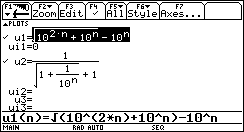 F1 F2 F3 F4 F5 F6 F7
Zoom Edit ✓ All Style Axes...
▲PLOTS
✓ u1=√10^(2·n) + 10^n - 10^n
ui1=0
✓ u2= 1 / (√(1 + 1/10^n) + 1)
ui2=
u3=
ui3=
u1(n)=√(10^(2*n)+10^n)-10^n
MAIN RAD AUTO SEQ